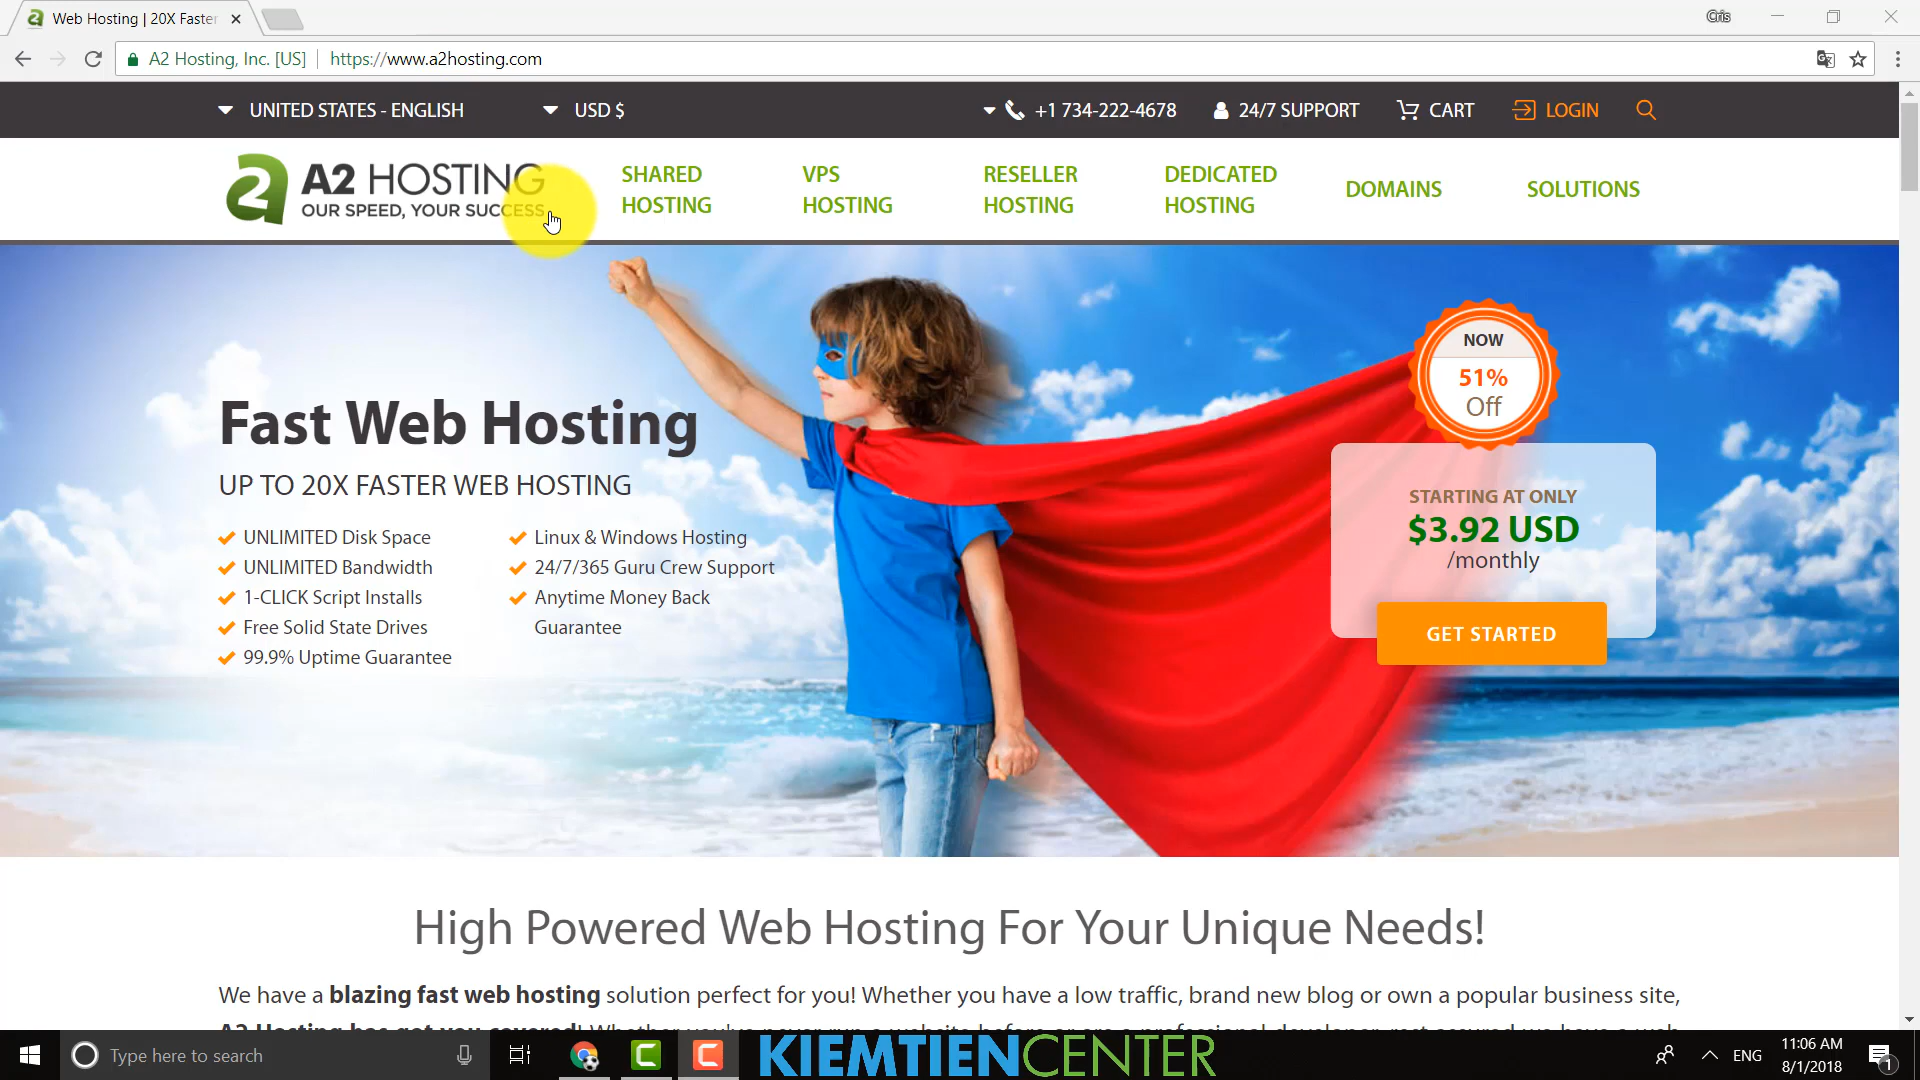 Web Hosting | 20X Faster
Cris
A2 Hosting, Inc. [US]
https://www.a2hosting.com
UNITED STATES - ENGLISH
USD $
+1 734-222-4678
24/7 SUPPORT
CART
LOGIN
A2 HOSTING
OUR SPEED, YOUR SUCCESS
SHARED
HOSTING
VPS
HOSTING
RESELLER
HOSTING
DEDICATED
HOSTING
DOMAINS
SOLUTIONS
Fast Web Hosting
UP TO 20X FASTER WEB HOSTING
UNLIMITED Disk Space
UNLIMITED Bandwidth
1-CLICK Script Installs
Free Solid State Drives
99.9% Uptime Guarantee
Linux & Windows Hosting
24/7/365 Guru Crew Support
Anytime Money Back
Guarantee
NOW
51%
Off
STARTING AT ONLY
$3.92 USD
/monthly
GET STARTED
High Powered Web Hosting For Your Unique Needs!
We have a blazing fast web hosting solution perfect for you! Whether you have a low traffic, brand new blog or own a popular business site,
A2 Hosting has got you covered! Whether you've never run a website before or are a professional developer, rest assured we have a web
Type here to search
KIEMTIENCENTER
ENG
11:06 AM
8/1/2018
1